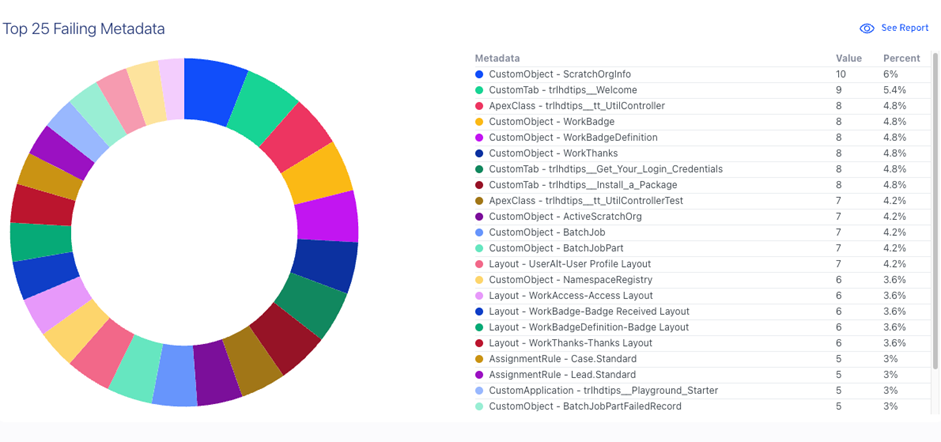 Top 25 Failing Metadata
See Report
Metadata Value Percent
CustomObject - ScratchOrgInfo 10 6%
CustomTab - trlhdtips__Welcome 9 5.4%
ApexClass - trlhdtips__tt_UtilController 8 4.8%
CustomObject - WorkBadge 8 4.8%
CustomObject - WorkBadgeDefinition 8 4.8%
CustomObject - WorkThanks 8 4.8%
CustomTab - trlhdtips__Get_Your_Login_Credentials 8 4.8%
CustomTab - trlhdtips__Install_a_Package 8 4.8%
ApexClass - trlhdtips__tt_UtilControllerTest 7 4.2%
CustomObject - ActiveScratchOrg 7 4.2%
CustomObject - BatchJob 7 4.2%
CustomObject - BatchJobPart 7 4.2%
Layout - UserAlt-User Profile Layout 7 4.2%
CustomObject - NamespaceRegistry 6 3.6%
Layout - WorkAccess-Access Layout 6 3.6%
Layout - WorkBadge-Badge Received Layout 6 3.6%
Layout - WorkBadgeDefinition-Badge Layout 6 3.6%
Layout - WorkThanks-Thanks Layout 6 3.6%
AssignmentRule - Case.Standard 5 3%
AssignmentRule - Lead.Standard 5 3%
CustomApplication - trlhdtips__Playground_Starter 5 3%
CustomObject - BatchJobPartFailedRecord 5 3%